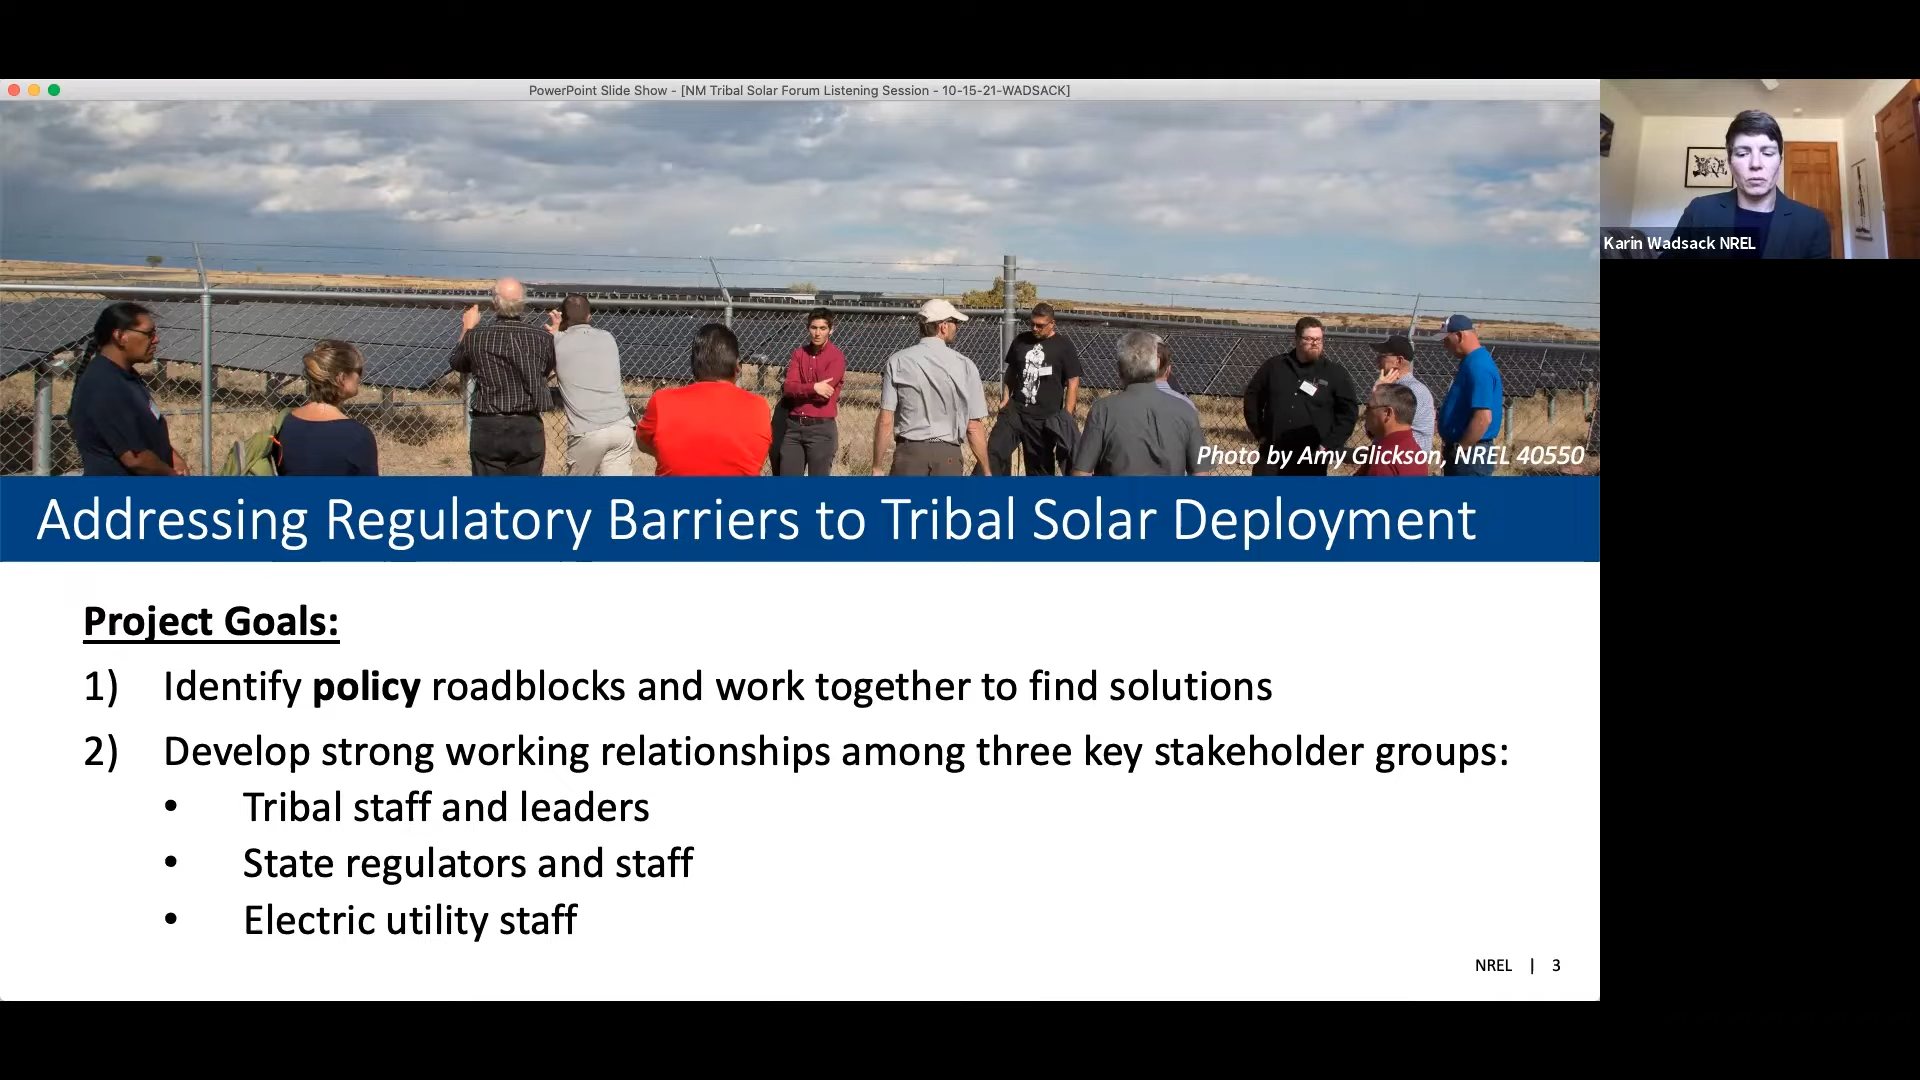 PowerPoint Slide Show - [NM Tribal Solar Forum Listening Session - 10-15-21-WADSACK]
Karin Wadsack NREL
Photo by Amy Glickson, NREL 40550
Addressing Regulatory Barriers to Tribal Solar Deployment
Project Goals:
1) Identify policy roadblocks and work together to find solutions
2) Develop strong working relationships among three key stakeholder groups:
• Tribal staff and leaders
• State regulators and staff
• Electric utility staff
NREL | 3